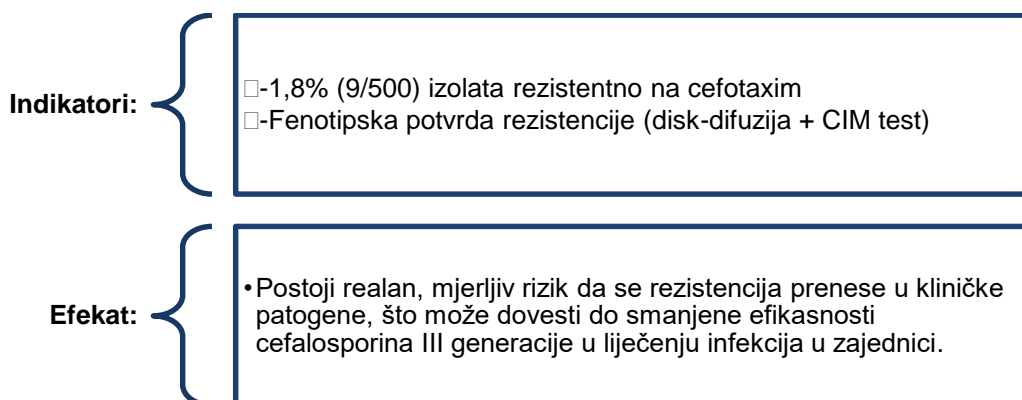 Indikatori:
□-1,8% (9/500) izolata rezistentno na cefotaxim
□-Fenotipska potvrda rezistencije (disk-difuzija + CIM test)
Efekat:
•Postoji realan, mjerljiv rizik da se rezistencija prenese u kliničke
patogene, što može dovesti do smanjene efikasnosti
cefalosporina III generacije u liječenju infekcija u zajednici.